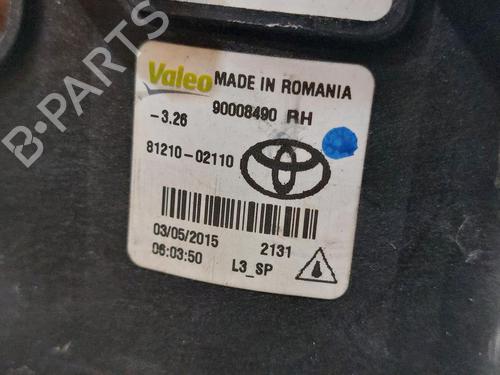 Valeo MADE IN ROMANIA
90008490 RH
-3.26
81210-02110
03/05/2015 2131
06:03:50 L3_SP
B-PARTS